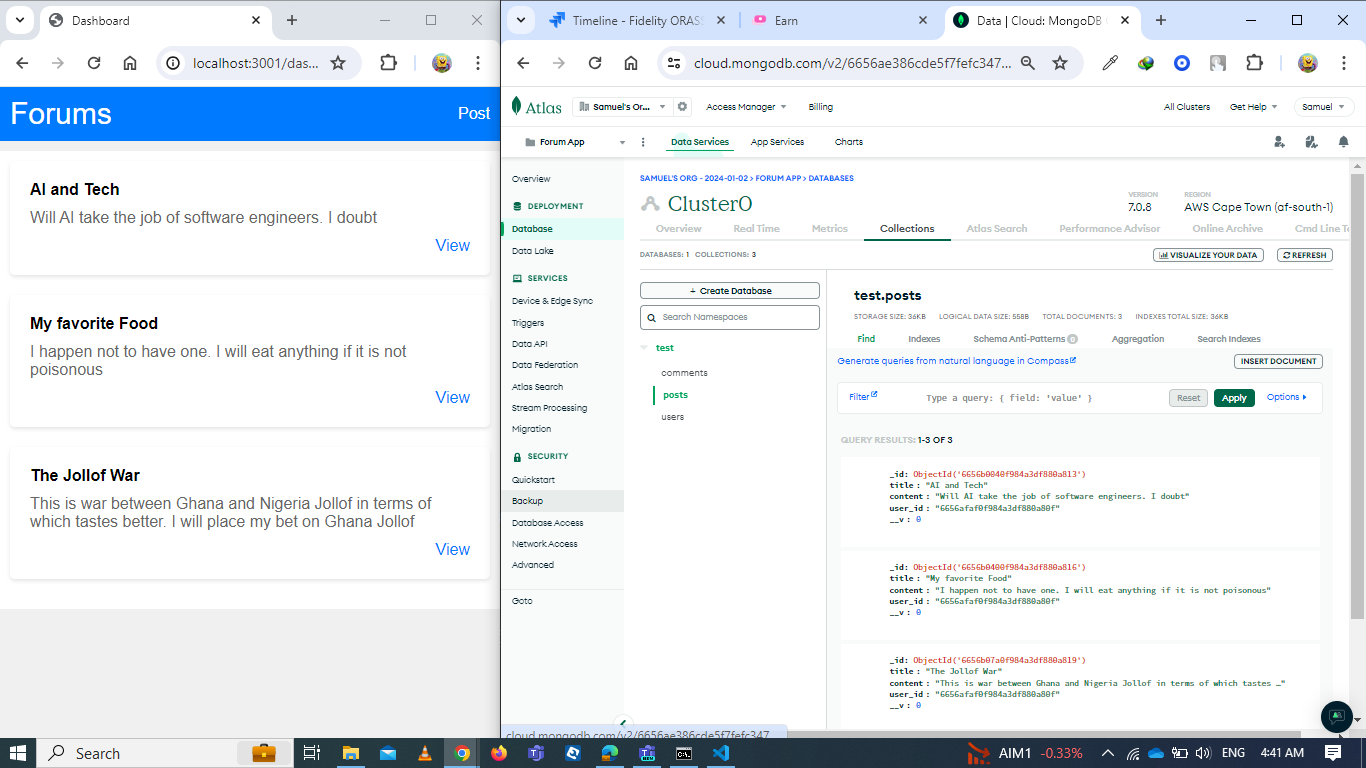 Dashboard
localhost:3001/das...
Forums
Post
AI and Tech
Will AI take the job of software engineers. I doubt
View
My favorite Food
I happen not to have one. I will eat anything if it is not
poisonous
View
The Jollof War
This is war between Ghana and Nigeria Jollof in terms of
which tastes better. I will place my bet on Ghana Jollof
View
Timeline - Fidelity ORAS
Earn
Data | Cloud: MongoDB
cloud.mongodb.com/v2/6656ae386cde5f7fefc347...
Atlas
Samuel's Or...
Access Manager
Billing
All Clusters
Get Help
Samuel
Forum App
Data Services
App Services
Charts
Overview
DEPLOYMENT
Database
Data Lake
SERVICES
Device & Edge Sync
Triggers
Data API
Data Federation
Atlas Search
Stream Processing
Migration
SECURITY
Quickstart
Backup
Database Access
Network Access
Advanced
Goto
SAMUEL'S ORG - 2024-01-02 > FORUM APP > DATABASES
Cluster0
VERSION
7.0.8
REGION
AWS Cape Town (af-south-1)
Overview
Real Time
Metrics
Collections
Atlas Search
Performance Advisor
Online Archive
Cmd Line To
DATABASES: 1 COLLECTIONS: 3
VISUALIZE YOUR DATA
REFRESH
+ Create Database
Search Namespaces
test
comments
posts
users
test.posts
STORAGE SIZE: 36KB
LOGICAL DATA SIZE: 558B
TOTAL DOCUMENTS: 3
INDEXES TOTAL SIZE: 36KB
Find
Indexes
Schema Anti-Patterns 0
Aggregation
Search Indexes
Generate queries from natural language in Compass
INSERT DOCUMENT
Filter
Type a query: { field: 'value' }
Reset
Apply
Options
QUERY RESULTS: 1-3 OF 3
_id: ObjectId('6656b0040f984a3df880a813')
title: "AI and Tech"
content: "Will AI take the job of software engineers. I doubt"
user_id: "6656afaf0f984a3df880a80f"
__v: 0
_id: ObjectId('6656b0400f984a3df880a816')
title: "My favorite Food"
content: "I happen not to have one. I will eat anything if it is not poisonous"
user_id: "6656afaf0f984a3df880a80f"
__v: 0
_id: ObjectId('6656b07a0f984a3df880a819')
title: "The Jollof War"
content: "This is war between Ghana and Nigeria Jollof in terms of which tastes …"
user_id: "6656afaf0f984a3df880a80f"
__v: 0
cloud.mongodb.com/v2/6656ae386cde5f7fefc347...
Search
AIM1 -0.33%
ENG
4:41 AM